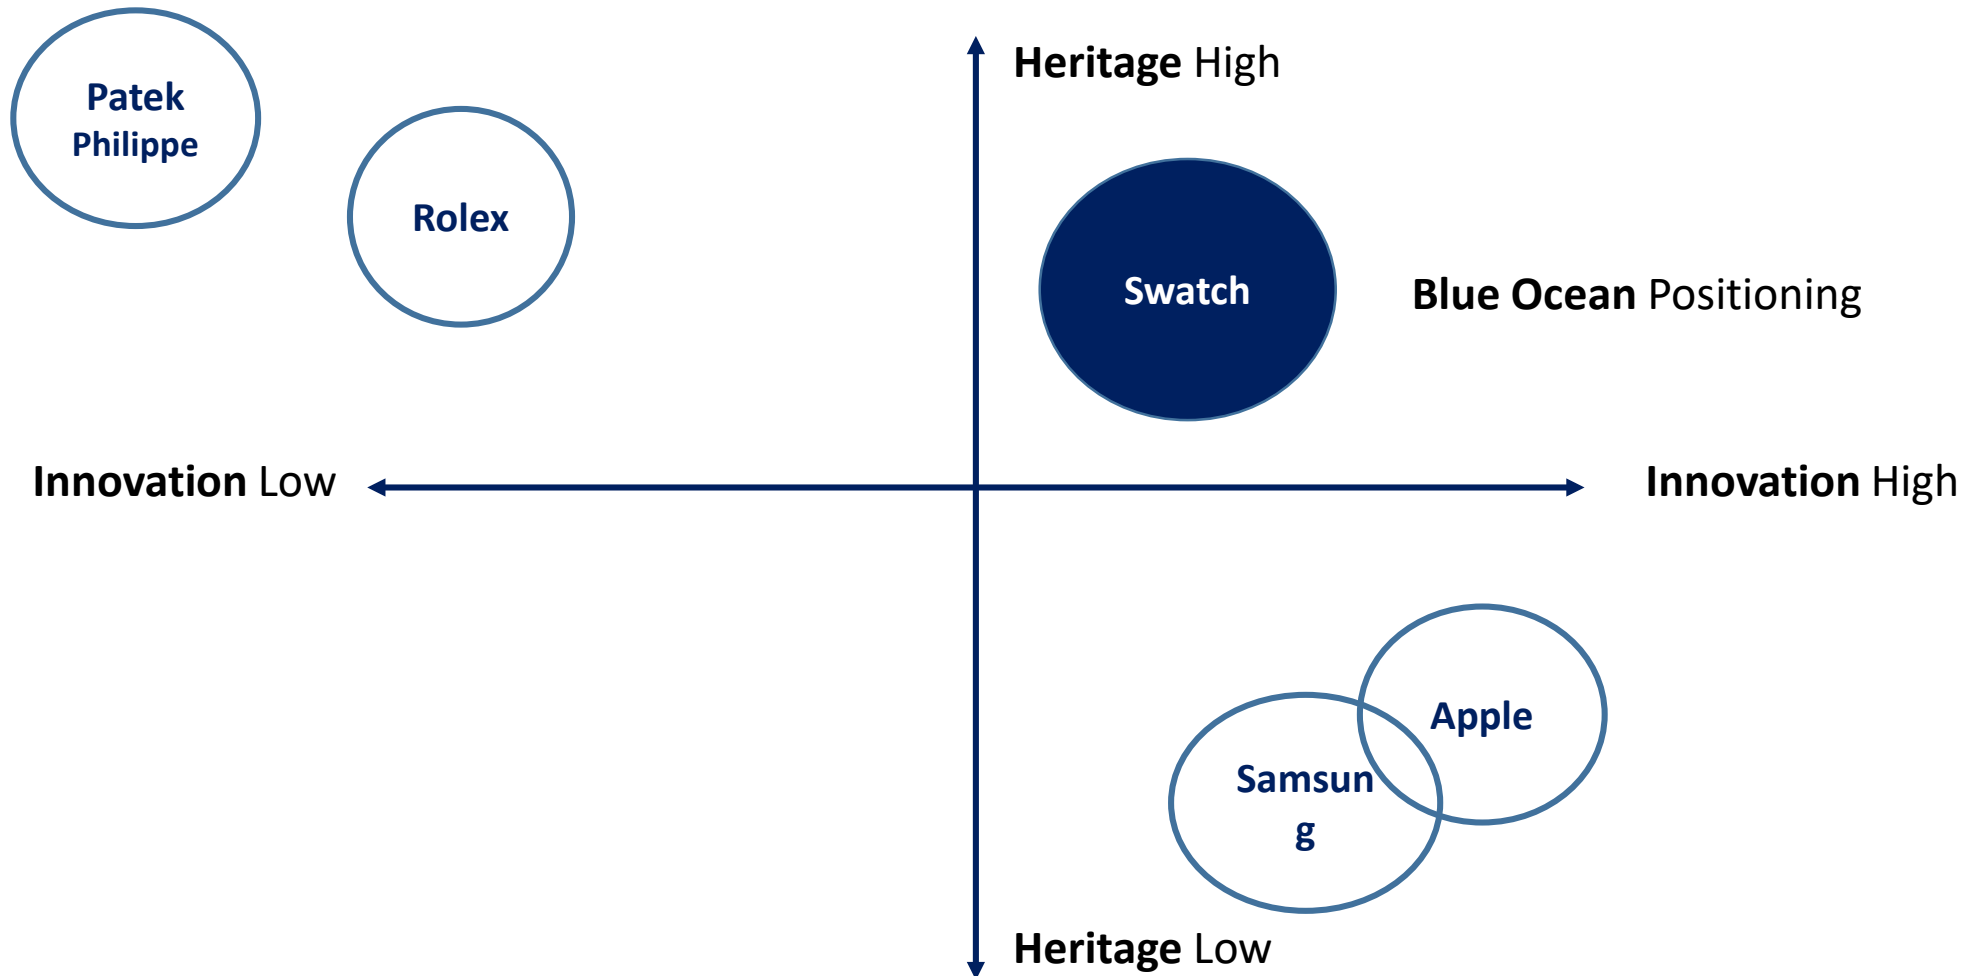 Patek
Philippe
Rolex
Heritage High
Swatch
Blue Ocean Positioning
Innovation Low
Innovation High
Apple
Samsun
g
Heritage Low